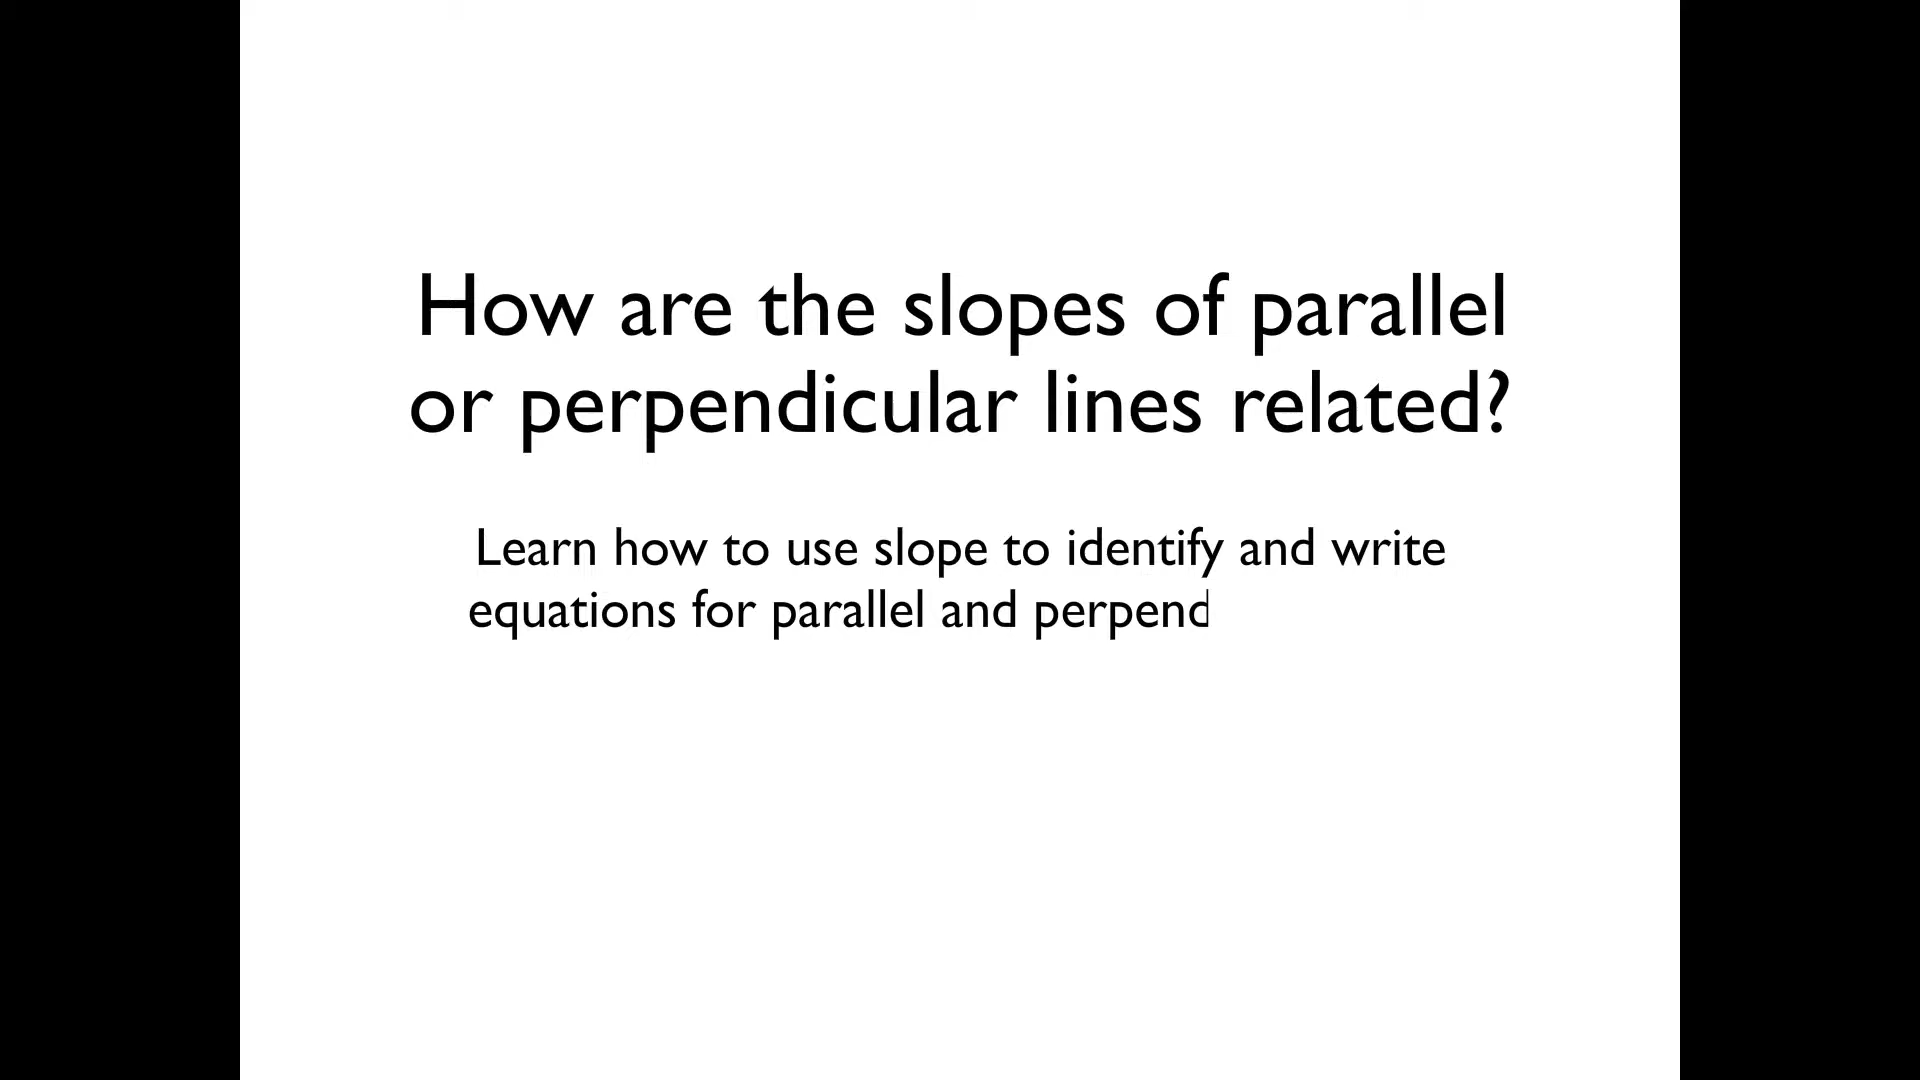 How are the slopes of parallel
or perpendicular lines related?
Learn how to use slope to identify and write
equations for parallel and perpend